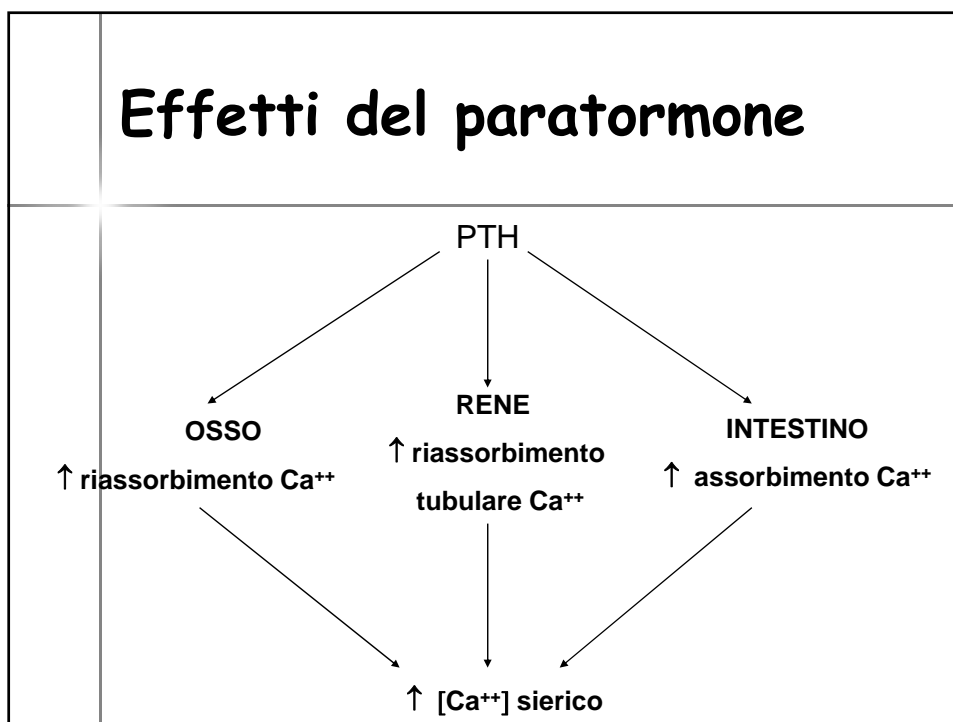 Effetti del paratormone
PTH
OSSO
↑ riassorbimento Ca⁺⁺
RENE
↑ riassorbimento
tubulare Ca⁺⁺
INTESTINO
↑ assorbimento Ca⁺⁺
↑ [Ca⁺⁺] sierico